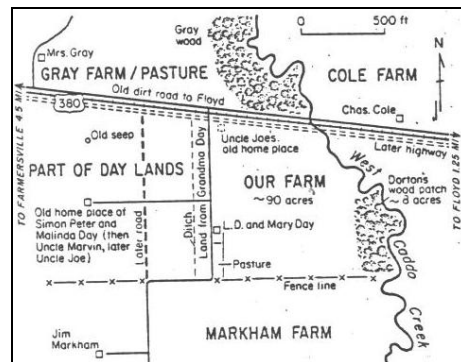 Gray
wood
0 500 ft
N
Mrs. Gray
GRAY FARM / PASTURE
COLE FARM
380
Old dirt road to Floyd
Chas. Cole
Later highway
TO FARMERSVILLE 4.5 MI
TO FLOYD 1.25 MI
Old seep
Uncle Joe's
old home place
PART OF DAY LANDS
OUR FARM
~90 acres
West
Caddo
Creek
Dorton's
wood patch
Old home place of
Simon Peter and
Malinda Day (then
Uncle Marvin, later
Uncle Joe)
Later road
Ditch
Land from Grandma Day
L.D. and Mary Day
Pasture
Fence line
Jim
Markham
MARKHAM FARM